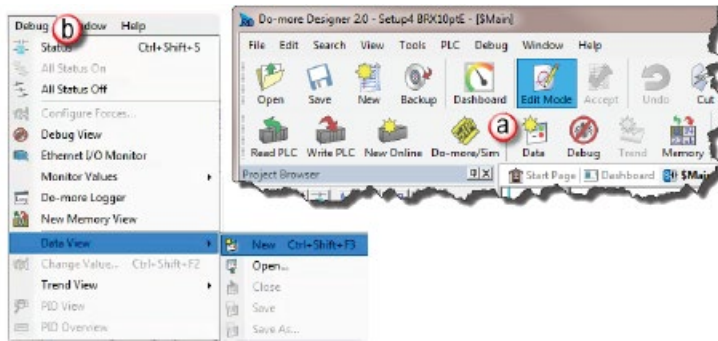 Debug Window Help
b
Status Ctrl+Shift+S
All Status On
All Status Off
Configure Forces...
Debug View
Ethernet I/O Monitor
Monitor Values
Do-more Logger
New Memory View
Data View
Change Value... Ctrl+Shift+F2
Trend View
PID View
PID Overview
New Ctrl+Shift+F3
Open...
Close
Save
Save As...
Do-more Designer 2.0 - Setup4 BRX10ptE - [$Main]
File Edit Search View Tools PLC Debug Window Help
Open Save New Backup Dashboard Edit Mode Accept Undo Cut
a
Read PLC Write PLC New Online Do-more/Sim Data Debug Trend Memory
Project Browser Start Page Dashboard $Main